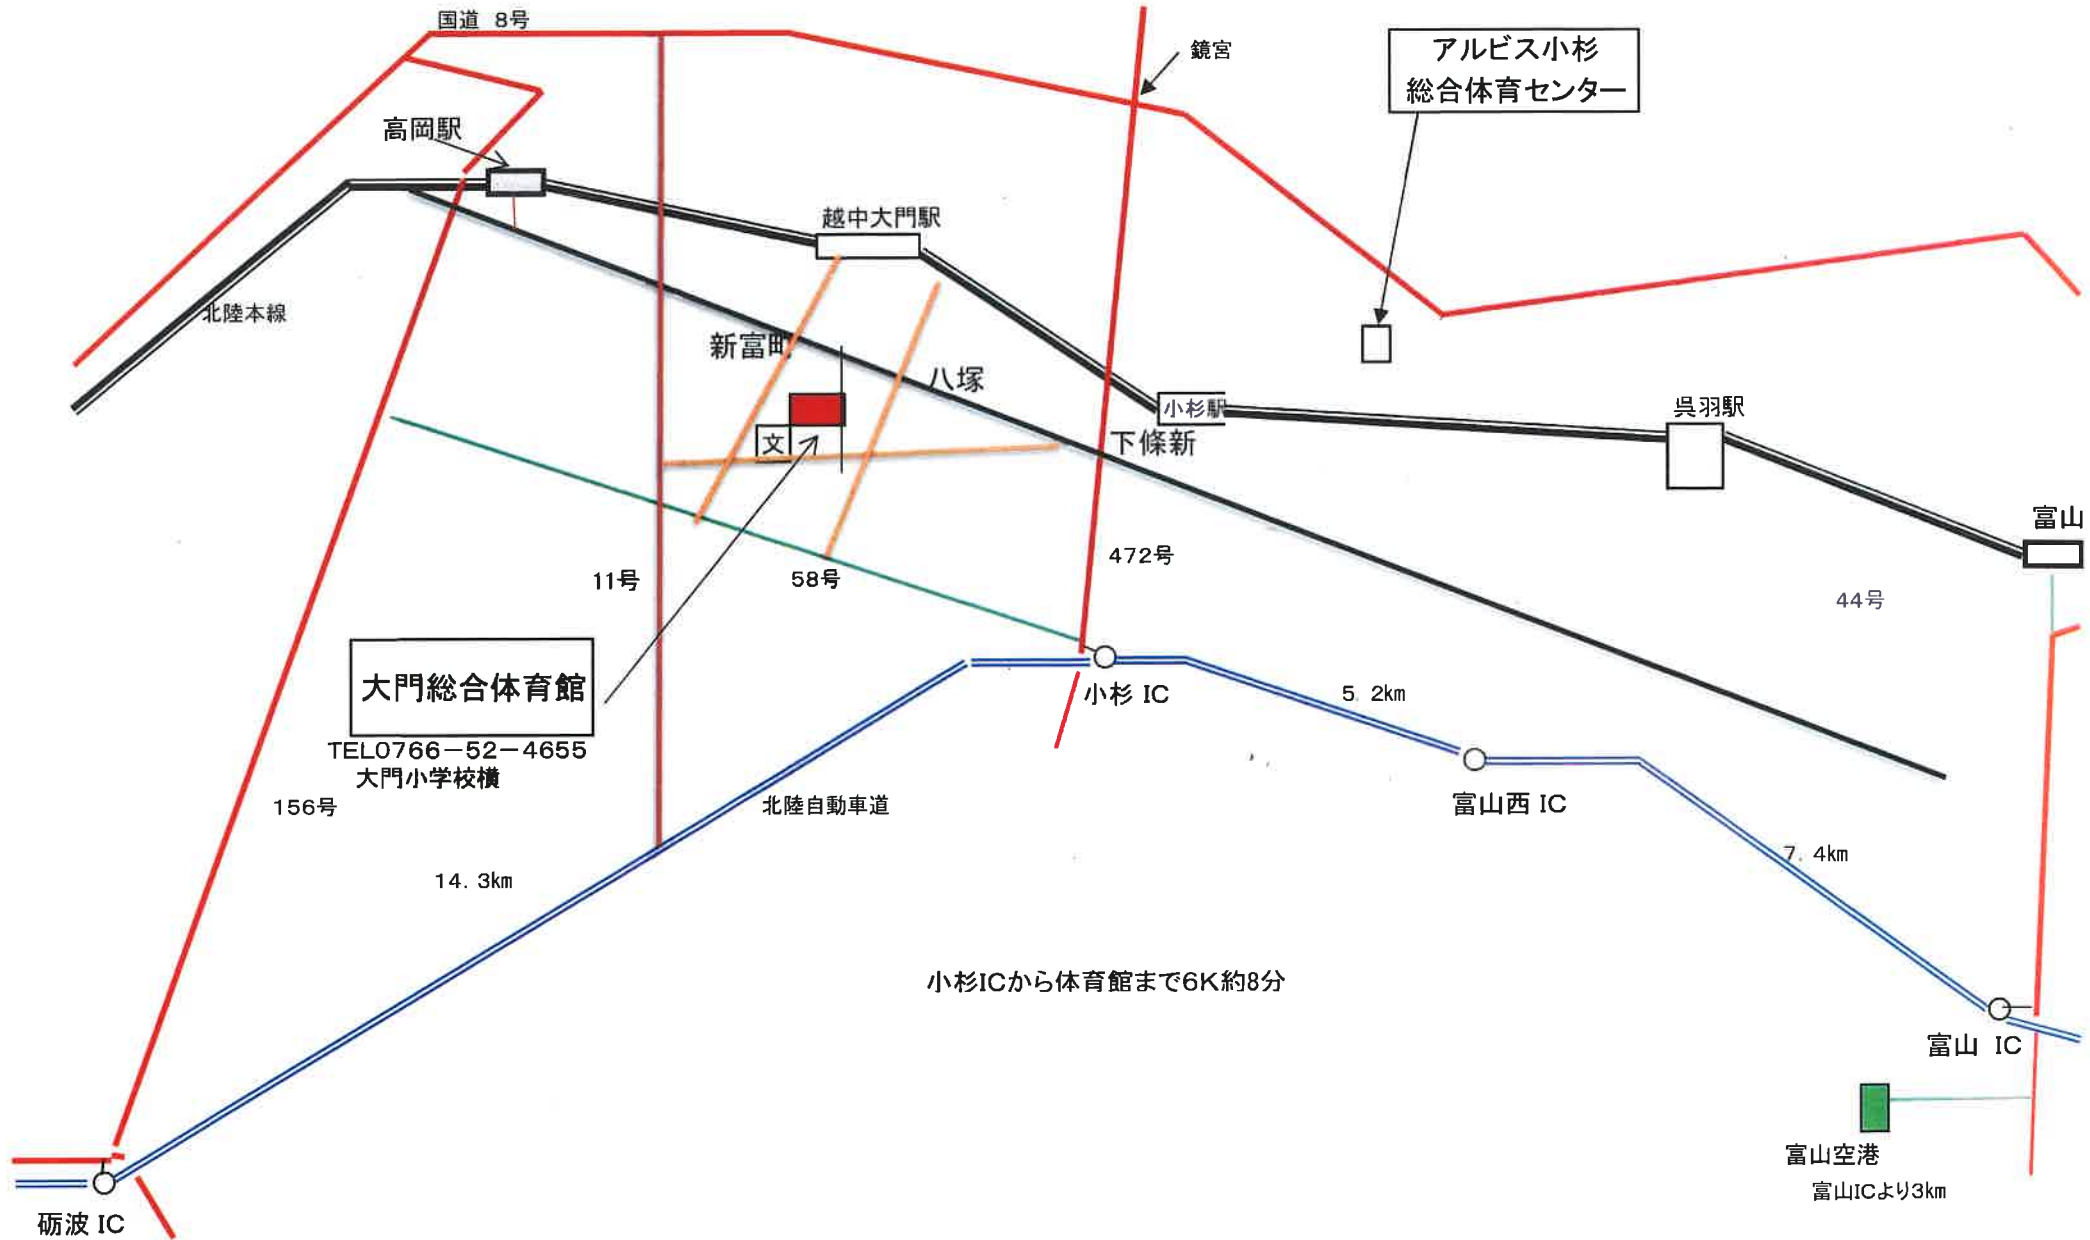 国道 8号
鏡宮
アルビス小杉
総合体育センター
高岡駅
越中大門駅
北陸本線
新富町
八塚
小杉駅
呉羽駅
文
下條新
富山
472号
11号
58号
44号
大門総合体育館
TEL0766-52-4655
大門小学校横
小杉 IC
5. 2km
156号
北陸自動車道
富山西 IC
7. 4km
14. 3km
小杉ICから体育館まで6K約8分
富山 IC
富山空港
富山ICより3km
砺波 IC